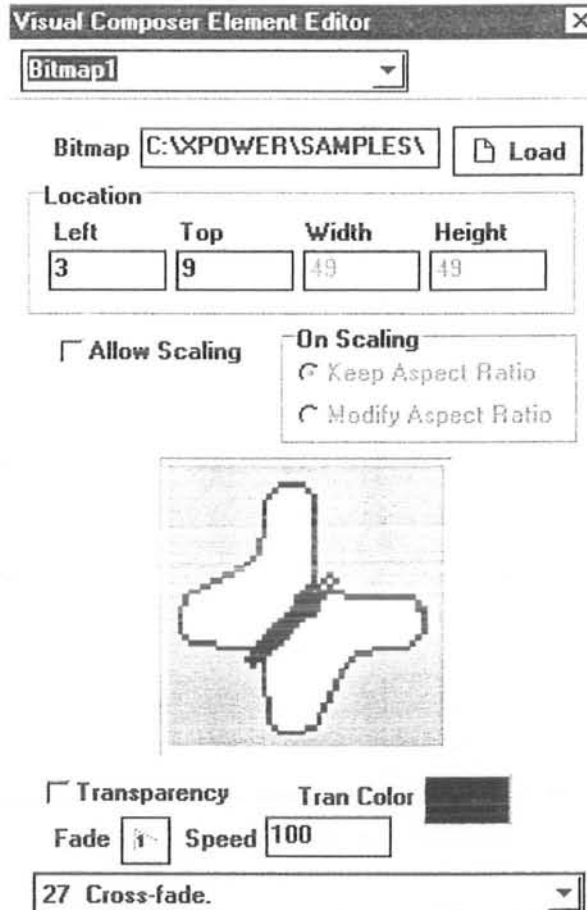 Visual Composer Element Editor
Bitmap1
Bitmap C:\XPOWER\SAMPLES\ Load
Location
Left Top Width Height
3 9 49 49
Allow Scaling
On Scaling
Keep Aspect Ratio
Modify Aspect Ratio
Transparency Tran Color
Fade Speed 100
27 Cross-fade.